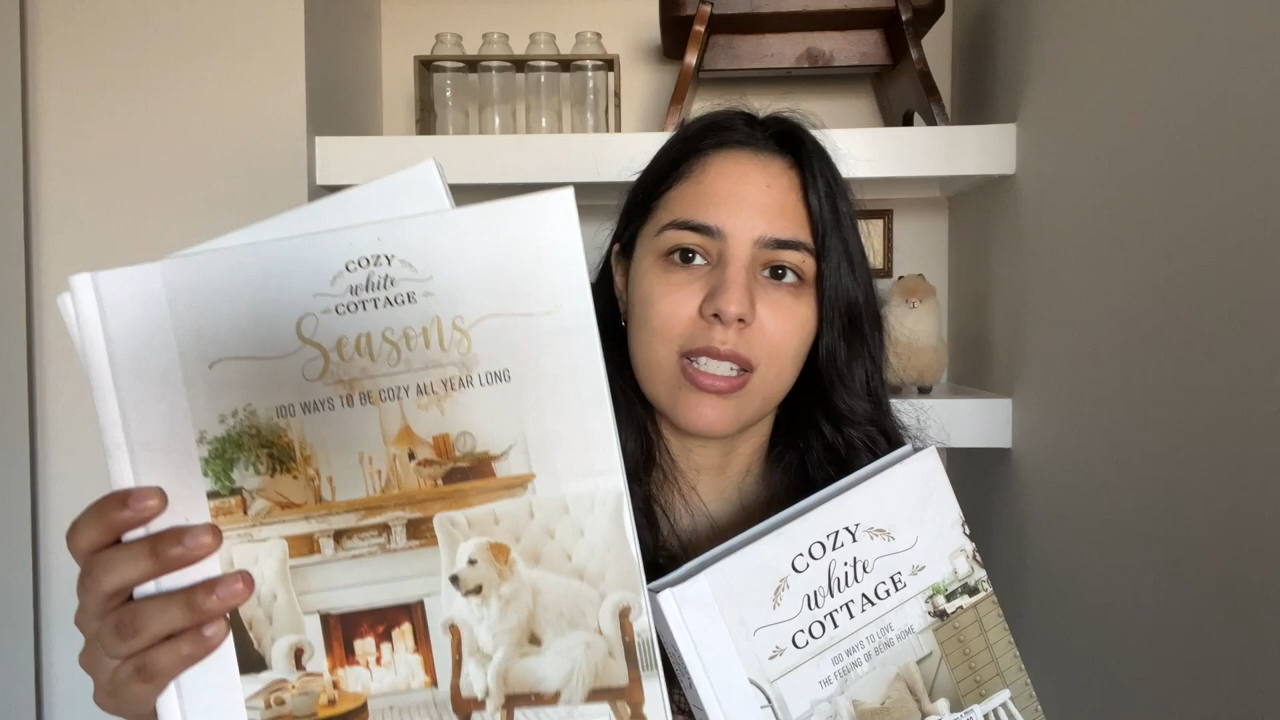 COZY
white
COTTAGE
Seasons
100 WAYS TO BE COZY ALL YEAR LONG
COZY
white
COTTAGE
100 WAYS TO LOVE
THE FEELING OF BEING HOME